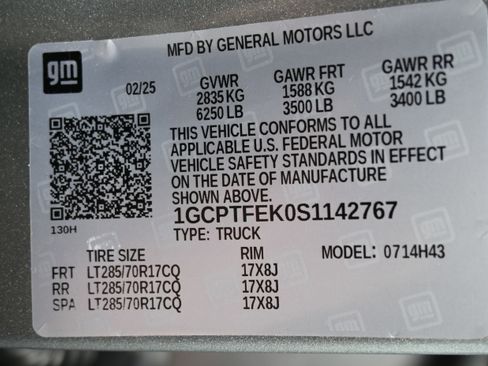 gm
MFD BY GENERAL MOTORS LLC
02/25
GVWR GAWR FRT GAWR RR
2835 KG 1588 KG 1542 KG
6250 LB 3500 LB 3400 LB
THIS VEHICLE CONFORMS TO ALL
APPLICABLE U.S. FEDERAL MOTOR
VEHICLE SAFETY STANDARDS IN EFFECT
ON THE DATE OF MANUFACTURE
SHOWN ABOVE.
1GCPTFEK0S1142767
130H
TYPE: TRUCK
TIRE SIZE RIM MODEL: 0714H43
FRT LT285/70R17CQ 17X8J
RR LT285/70R17CQ 17X8J
SPA LT285/70R17CQ 17X8J